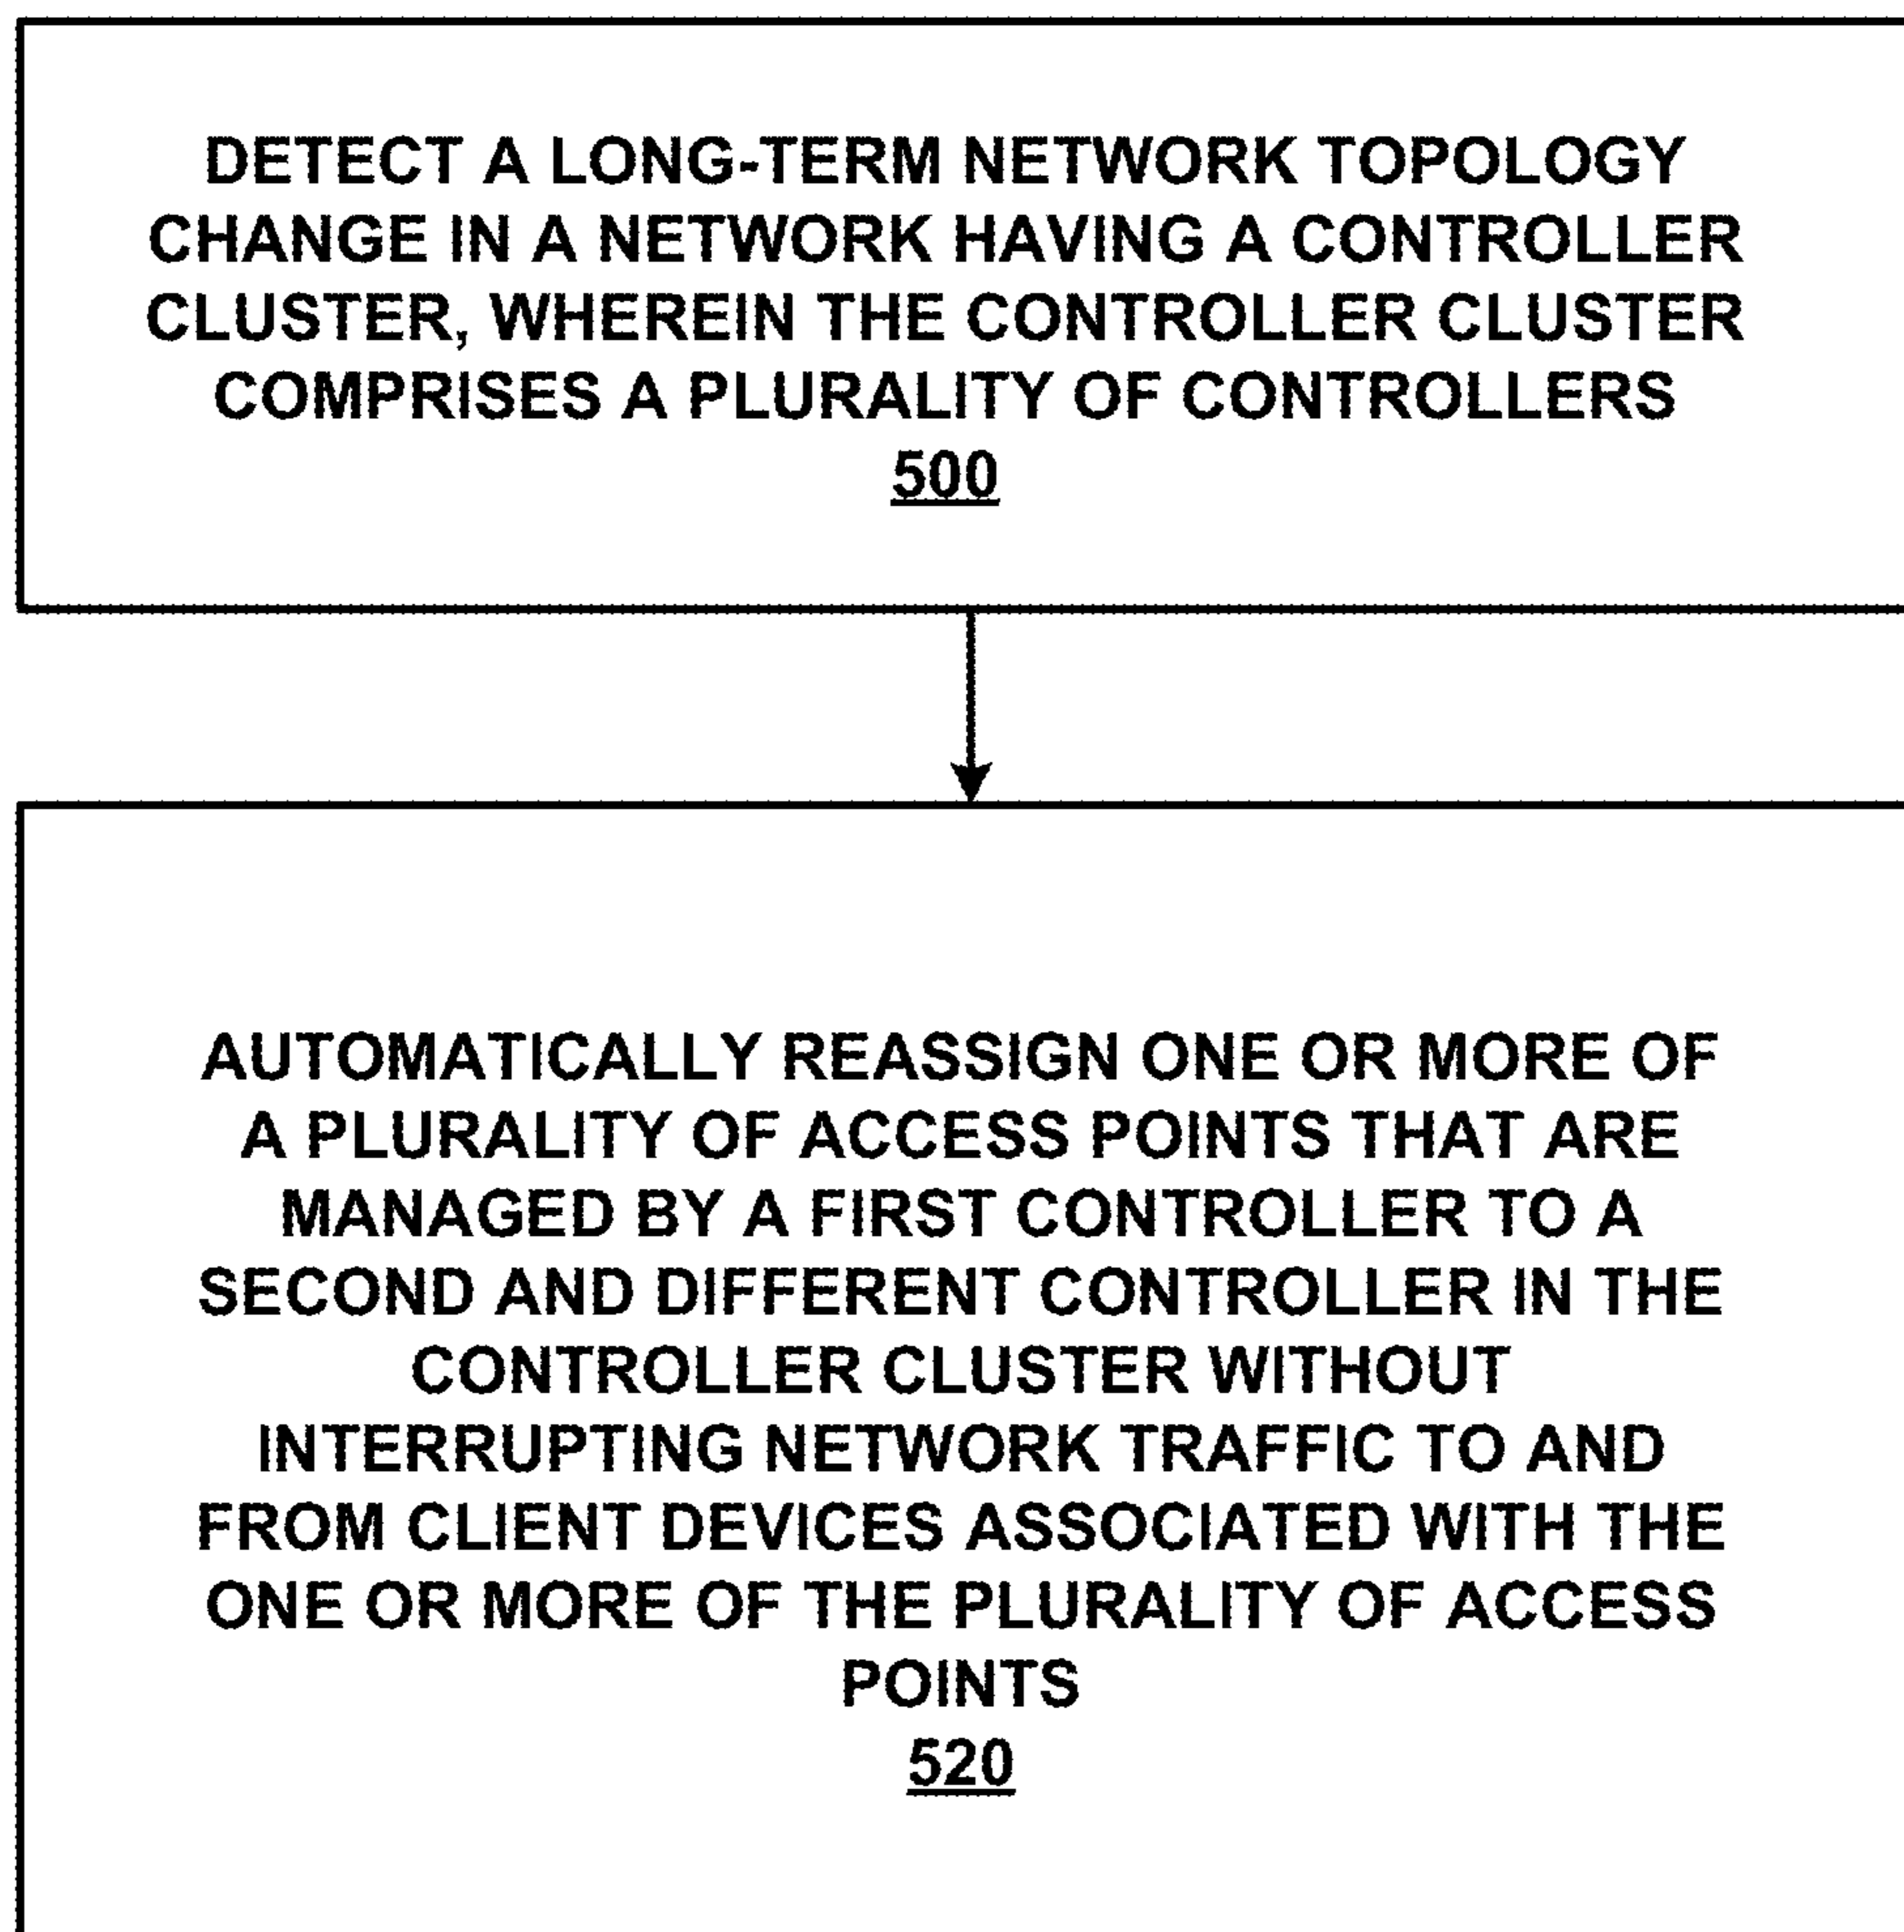 DETECT A LONG-TERM NETWORK TOPOLOGY
CHANGE IN A NETWORK HAVING A CONTROLLER
CLUSTER, WHEREIN THE CONTROLLER CLUSTER
COMPRISES A PLURALITY OF CONTROLLERS
500
AUTOMATICALLY REASSIGN ONE OR MORE OF
A PLURALITY OF ACCESS POINTS THAT ARE
MANAGED BY A FIRST CONTROLLER TO A
SECOND AND DIFFERENT CONTROLLER IN THE
CONTROLLER CLUSTER WITHOUT
INTERRUPTING NETWORK TRAFFIC TO AND
FROM CLIENT DEVICES ASSOCIATED WITH THE
ONE OR MORE OF THE PLURALITY OF ACCESS
POINTS
520